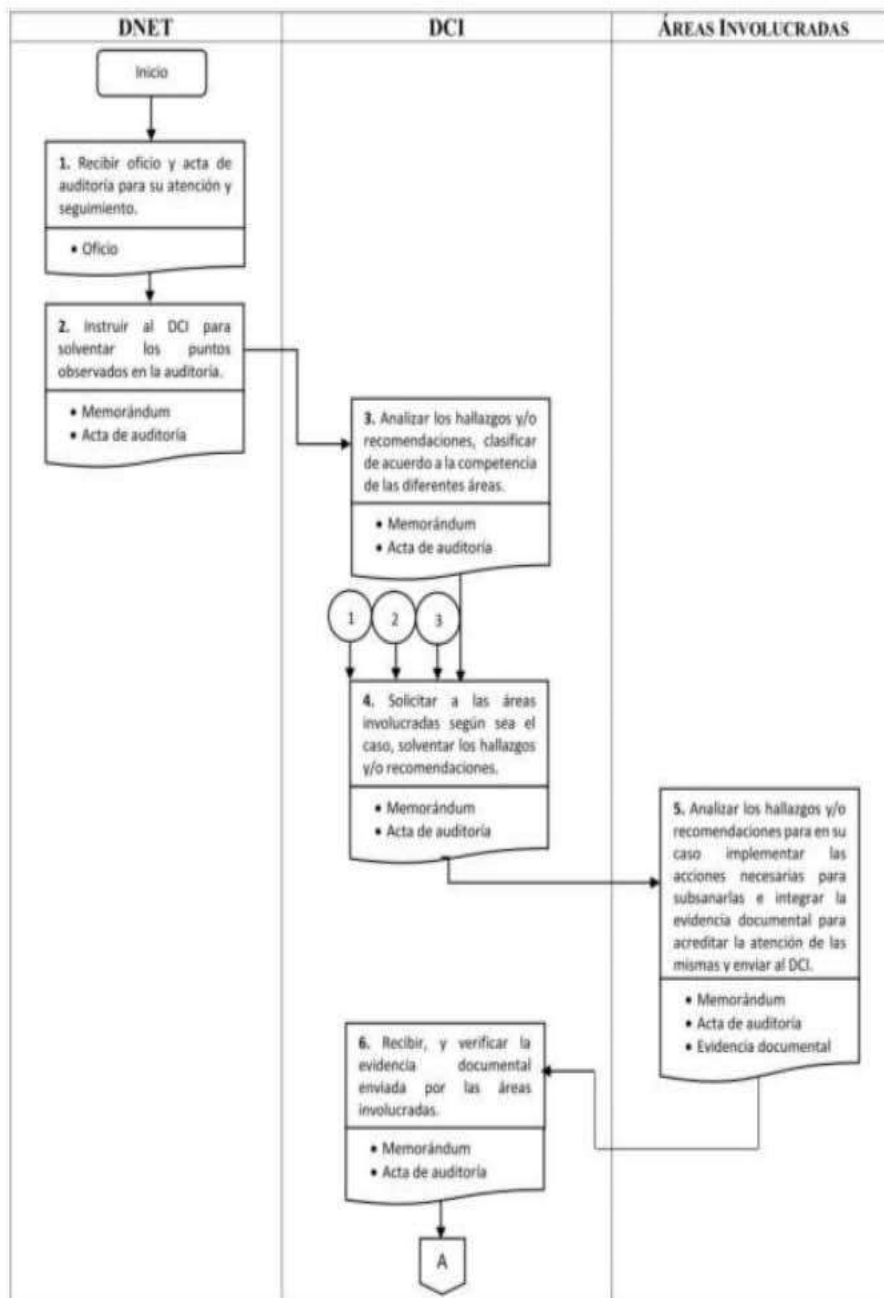 DNET
DCI
ÁREAS INVOLUCRADAS
Inicio
1. Recibir oficio y acta de
auditoría para su atención y
seguimiento.
• Oficio
2. Instruir al DCI para
solventar los puntos
observados en la auditoría.
• Memorándum
• Acta de auditoría
3. Analizar los hallazgos y/o
recomendaciones, clasificar
de acuerdo a la competencia
de las diferentes áreas.
• Memorándum
• Acta de auditoría
1
2
3
4. Solicitar a las áreas
involucradas según sea el
caso, solventar los hallazgos
y/o recomendaciones.
• Memorándum
• Acta de auditoría
5. Analizar los hallazgos y/o
recomendaciones para en su
caso implementar las
acciones necesarias para
subsanarlas e integrar la
evidencia documental para
acreditar la atención de las
mismas y enviar al DCI.
• Memorándum
• Acta de auditoría
• Evidencia documental
6. Recibir, y verificar la
evidencia documental
enviada por las áreas
involucradas.
• Memorándum
• Acta de auditoría
A